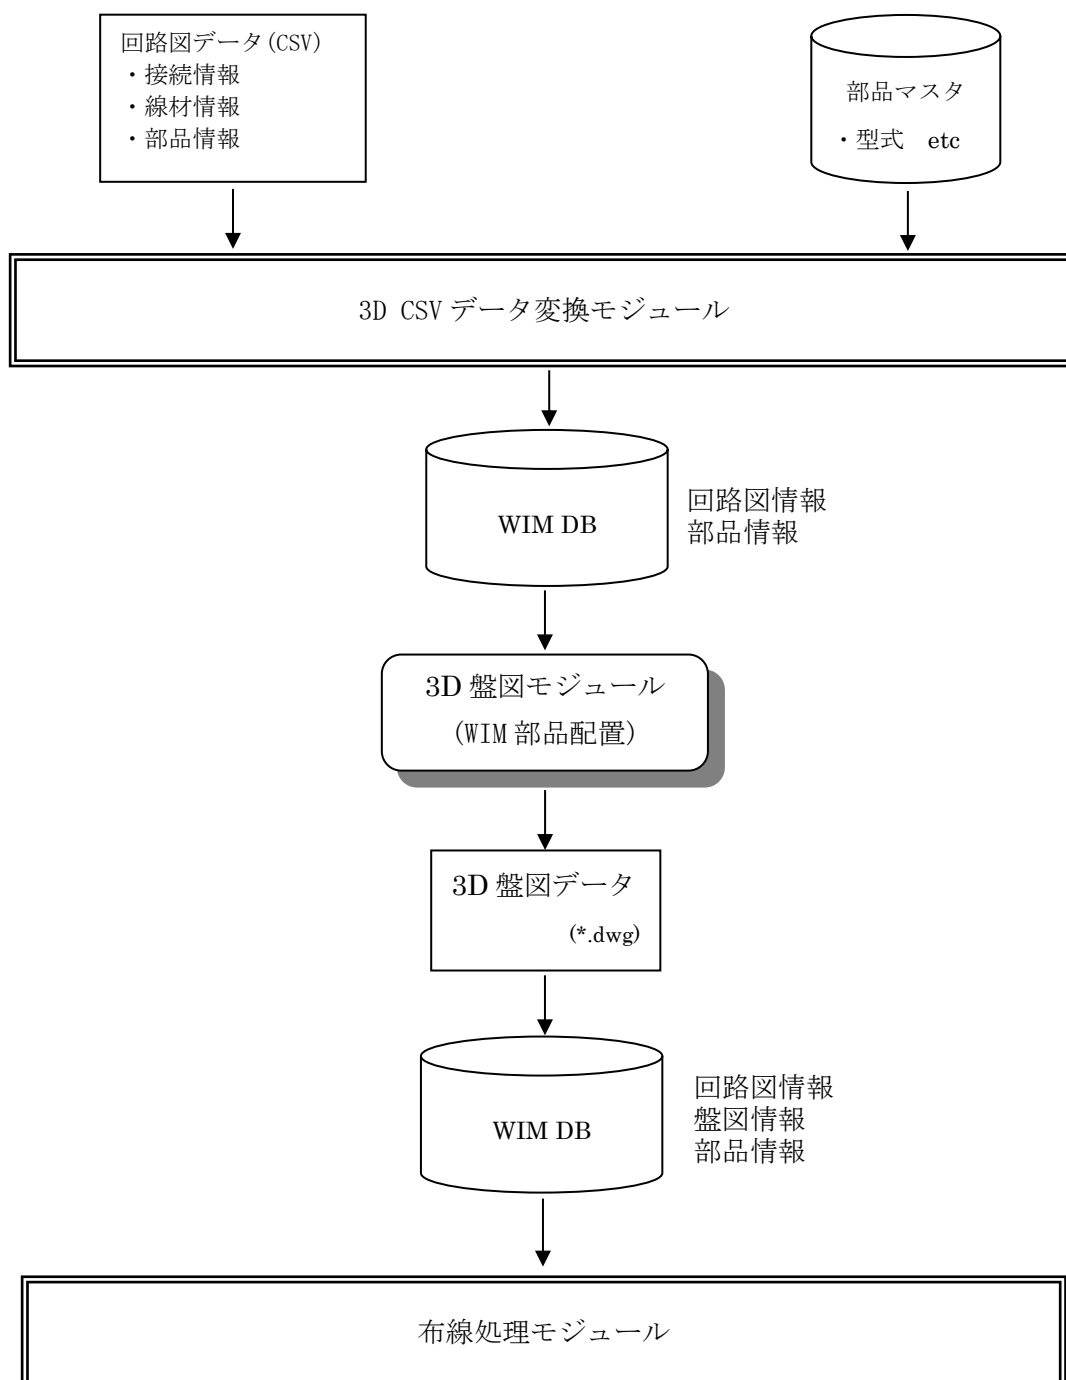 回路図データ(CSV)
・接続情報
・線材情報
・部品情報
部品マスタ
・型式　etc
3D CSVデータ変換モジュール
WIM DB
回路図情報
部品情報
3D 盤図モジュール
(WIM部品配置)
3D 盤図データ
(*.dwg)
WIM DB
回路図情報
盤図情報
部品情報
布線処理モジュール